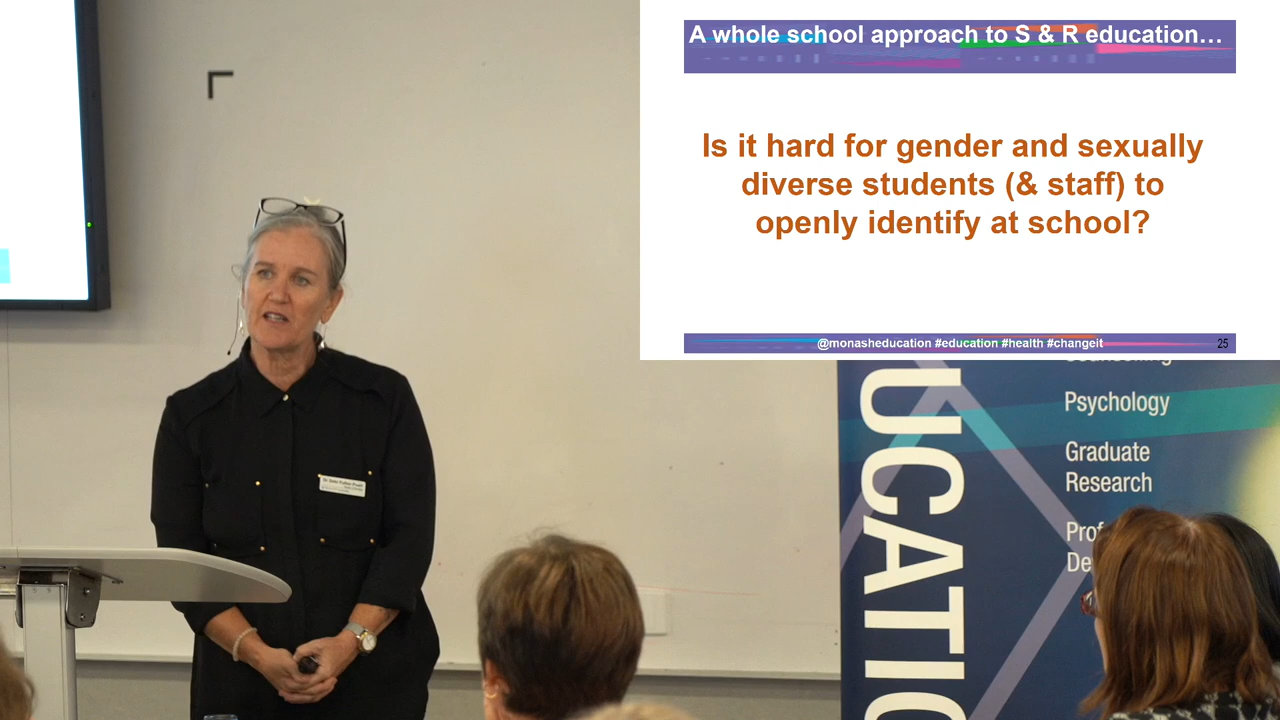 A whole school approach to S & R education…
Is it hard for gender and sexually
diverse students (& staff) to
openly identify at school?
@monasheducation #education #health #changeit
25
UCATIO
Psychology
Graduate
Research
Prof
De